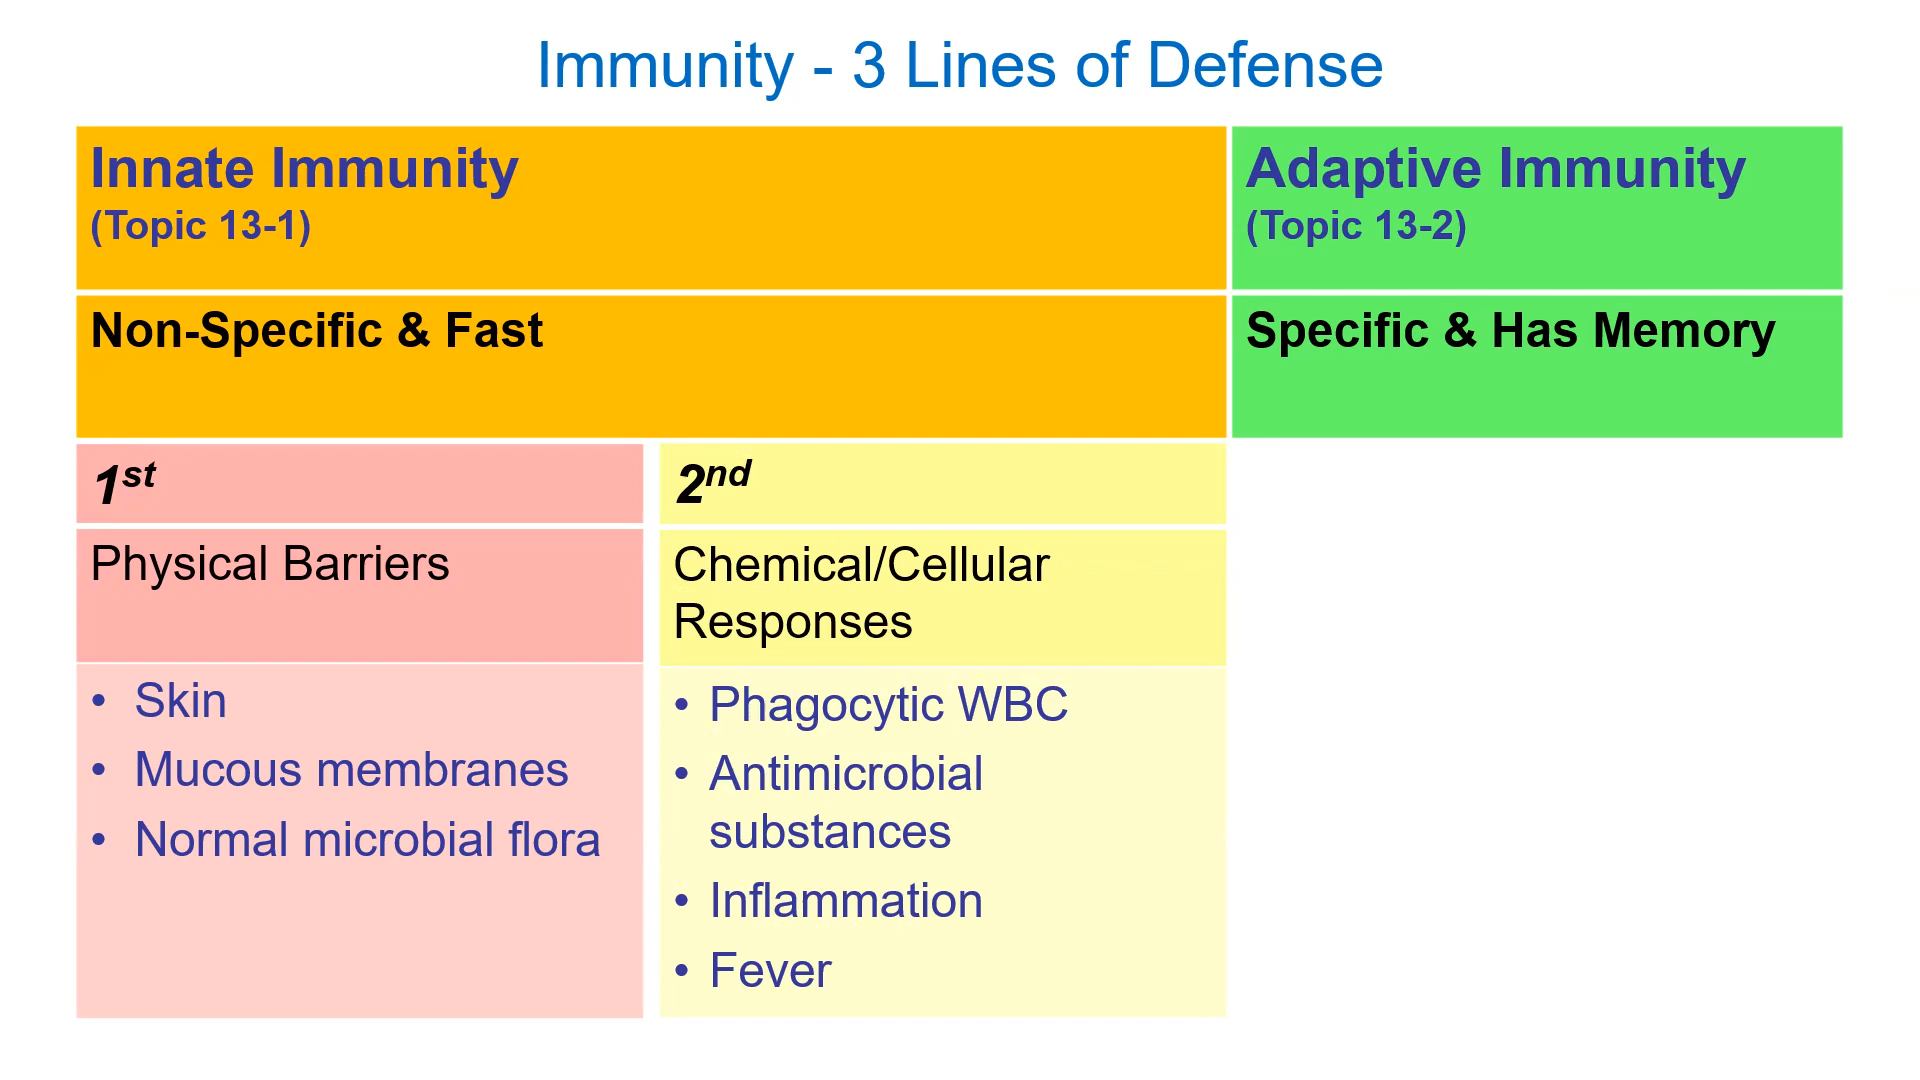 Immunity - 3 Lines of Defense
Innate Immunity
(Topic 13-1)
Adaptive Immunity
(Topic 13-2)
Non-Specific & Fast
Specific & Has Memory
1st
Physical Barriers
• Skin
• Mucous membranes
• Normal microbial flora
2nd
Chemical/Cellular
Responses
• Phagocytic WBC
• Antimicrobial
substances
• Inflammation
• Fever